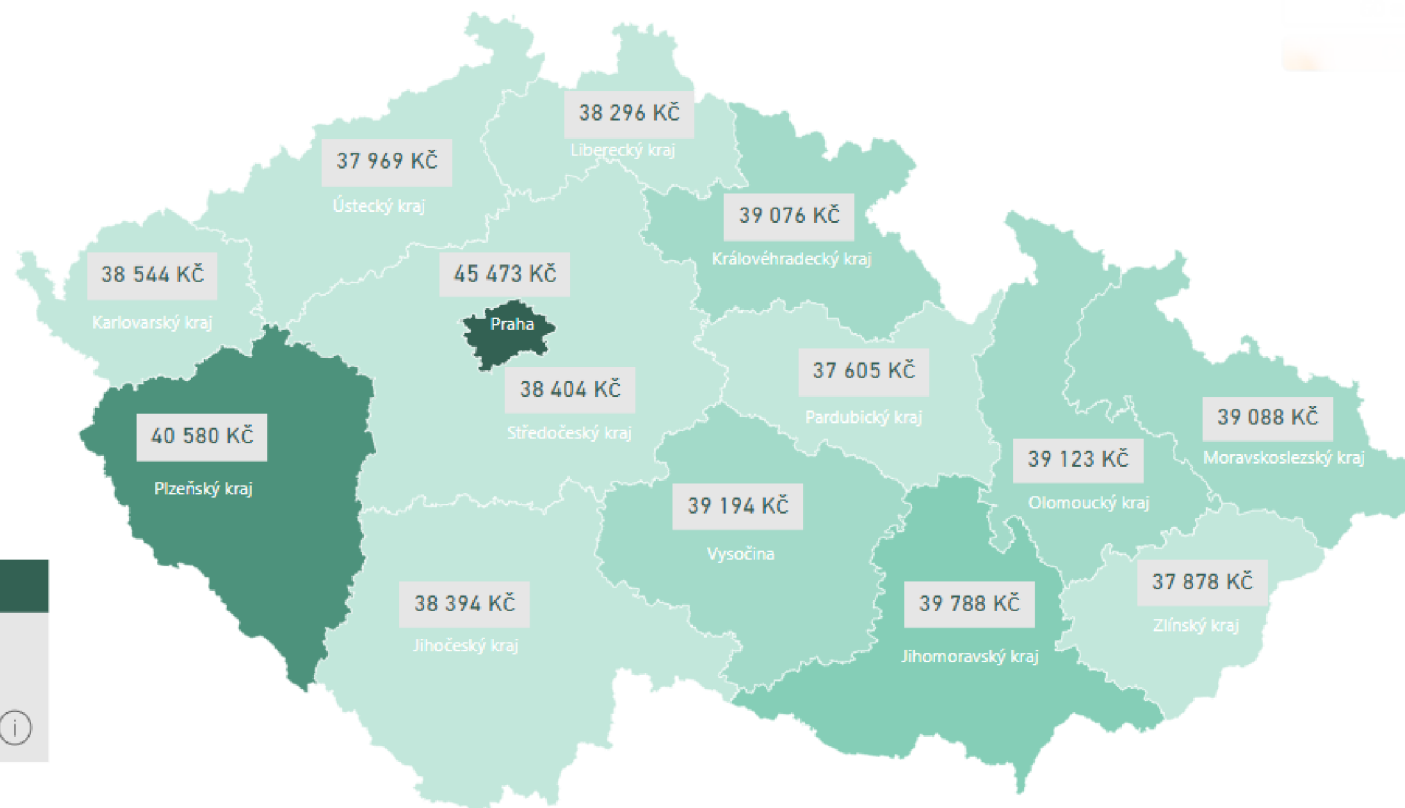 38 296 KČ
Liberecký kraj
37 969 KČ
Ústecký kraj
39 076 KČ
Královéhradecký kraj
38 544 KČ
Karlovarský kraj
45 473 KČ
Praha
38 404 KČ
Středočeský kraj
37 605 KČ
Pardubický kraj
40 580 KČ
Plzeňský kraj
39 088 KČ
Moravskoslezský kraj
39 123 KČ
Olomoucký kraj
39 194 KČ
Vysočina
38 394 KČ
Jihočeský kraj
39 788 KČ
Jihomoravský kraj
37 878 KČ
Zlínský kraj
i